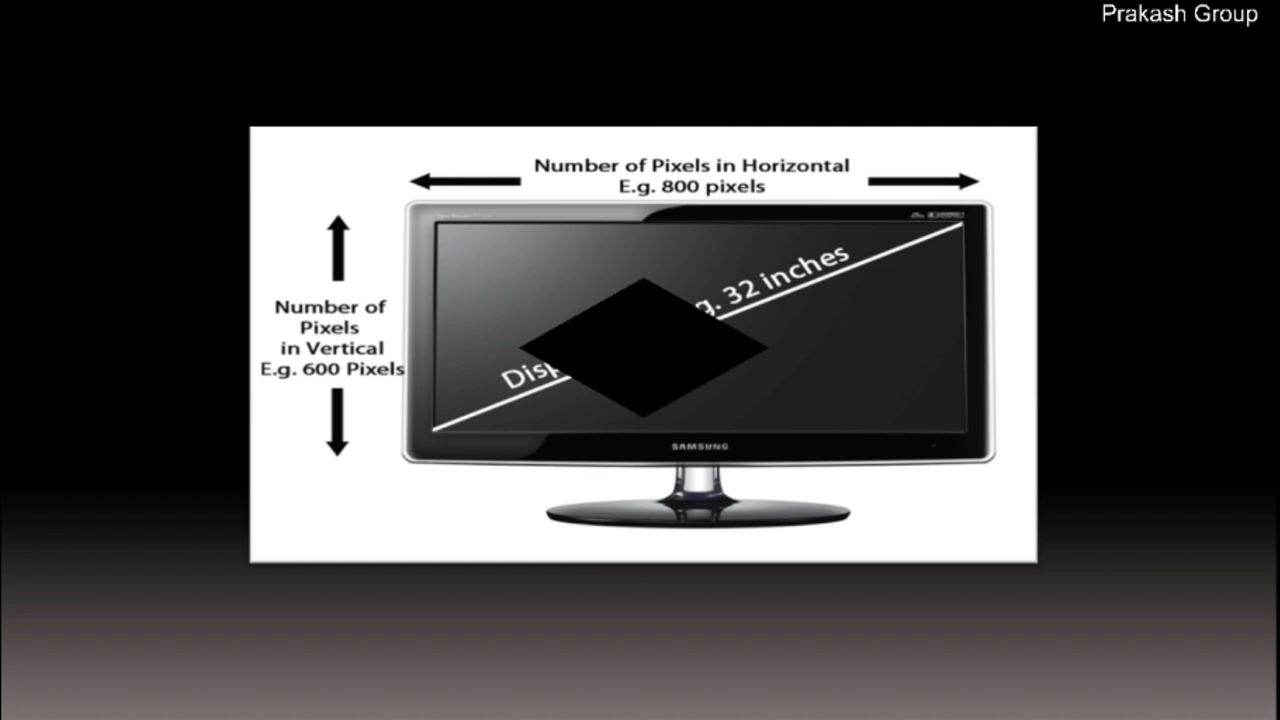 Prakash Group
Number of Pixels in Horizontal
E.g. 800 pixels
Number of
Pixels
in Vertical
E.g. 600 Pixels
32 inches
SAMSUNG